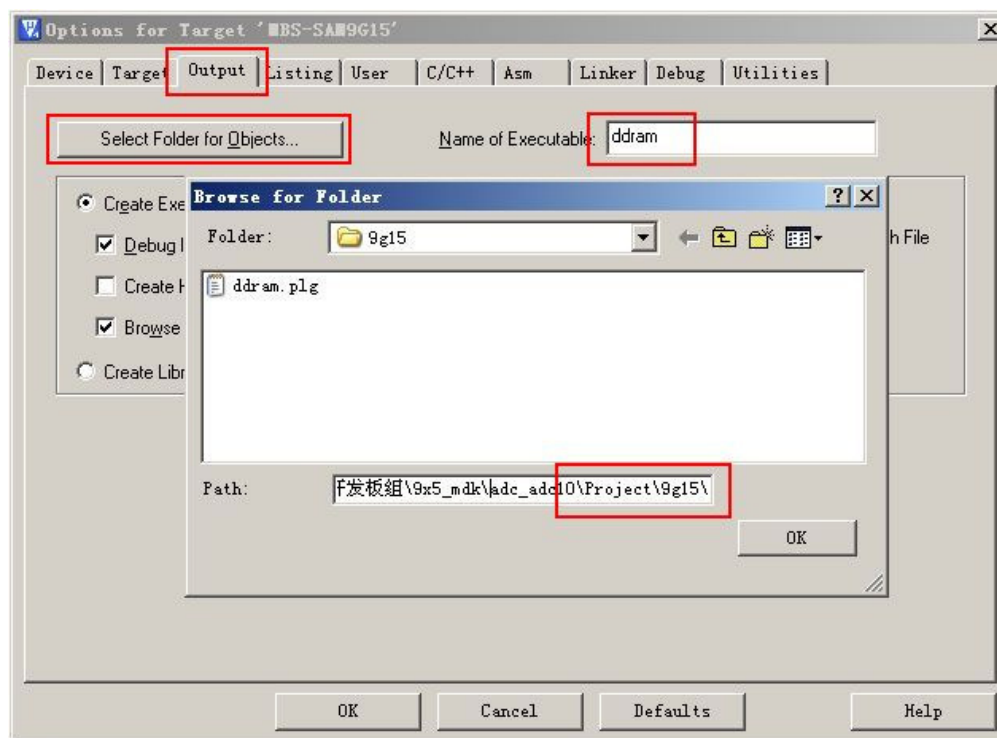 Options for Target 'MBS-SAM9G15'
Device Target Output Listing User C/C++ Asm Linker Debug Utilities
Select Folder for Objects... Name of Executable: ddram
Browse for Folder
Create Exe
Folder: 9g15
Debug I h File
ddram.plg
Create H
Browse
Create Libr
Path: 发板组\9x5_mdk\adc_adc10\Project\9g15\
OK
OK Cancel Defaults Help